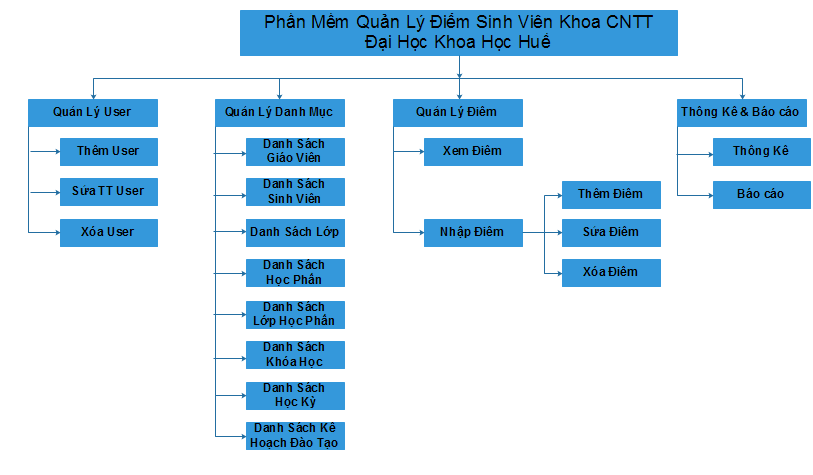 Phần Mềm Quản Lý Điểm Sinh Viên Khoa CNTT
Đại Học Khoa Học Huế
Quản Lý User
Thêm User
Sửa TT User
Xóa User
Quản Lý Danh Mục
Danh Sách
Giáo Viên
Danh Sách
Sinh Viên
Danh Sách Lớp
Danh Sách
Học Phần
Danh Sách
Lớp Học Phần
Danh Sách
Khóa Học
Danh Sách
Học Kỳ
Danh Sách Kế
Hoạch Đào Tạo
Quản Lý Điểm
Xem Điểm
Nhập Điểm
Thêm Điểm
Sửa Điểm
Xóa Điểm
Thông Kê & Báo cáo
Thông Kê
Báo cáo